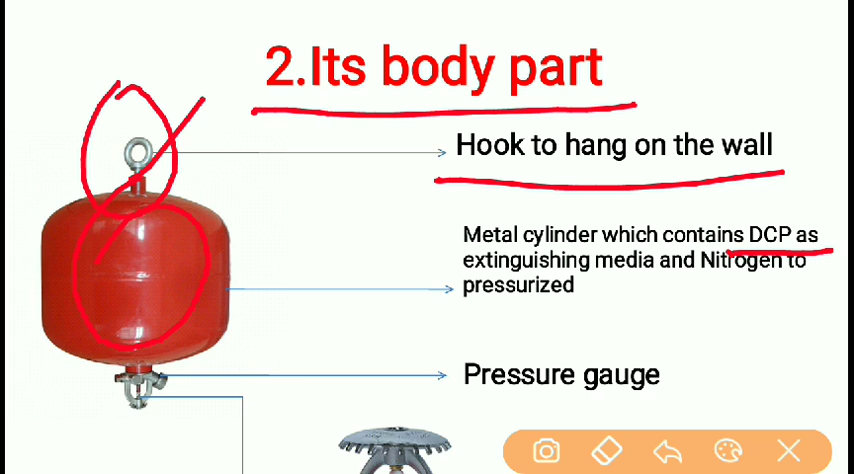 2.Its body part
Hook to hang on the wall
Metal cylinder which contains DCP as
extinguishing media and Nitrogen to
pressurized
Pressure gauge